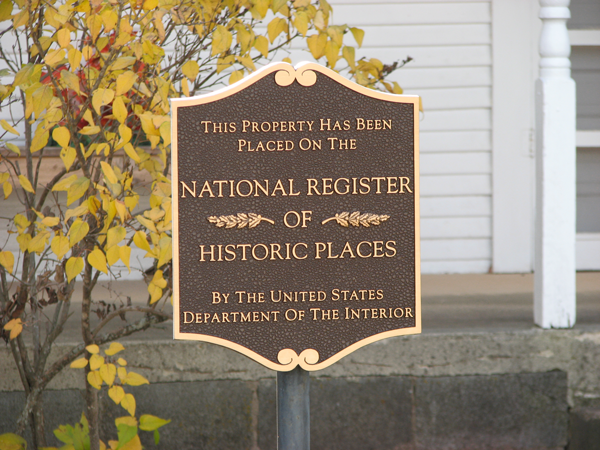 This Property Has Been
Placed On The
NATIONAL REGISTER
OF
HISTORIC PLACES
By The United States
Department Of The Interior